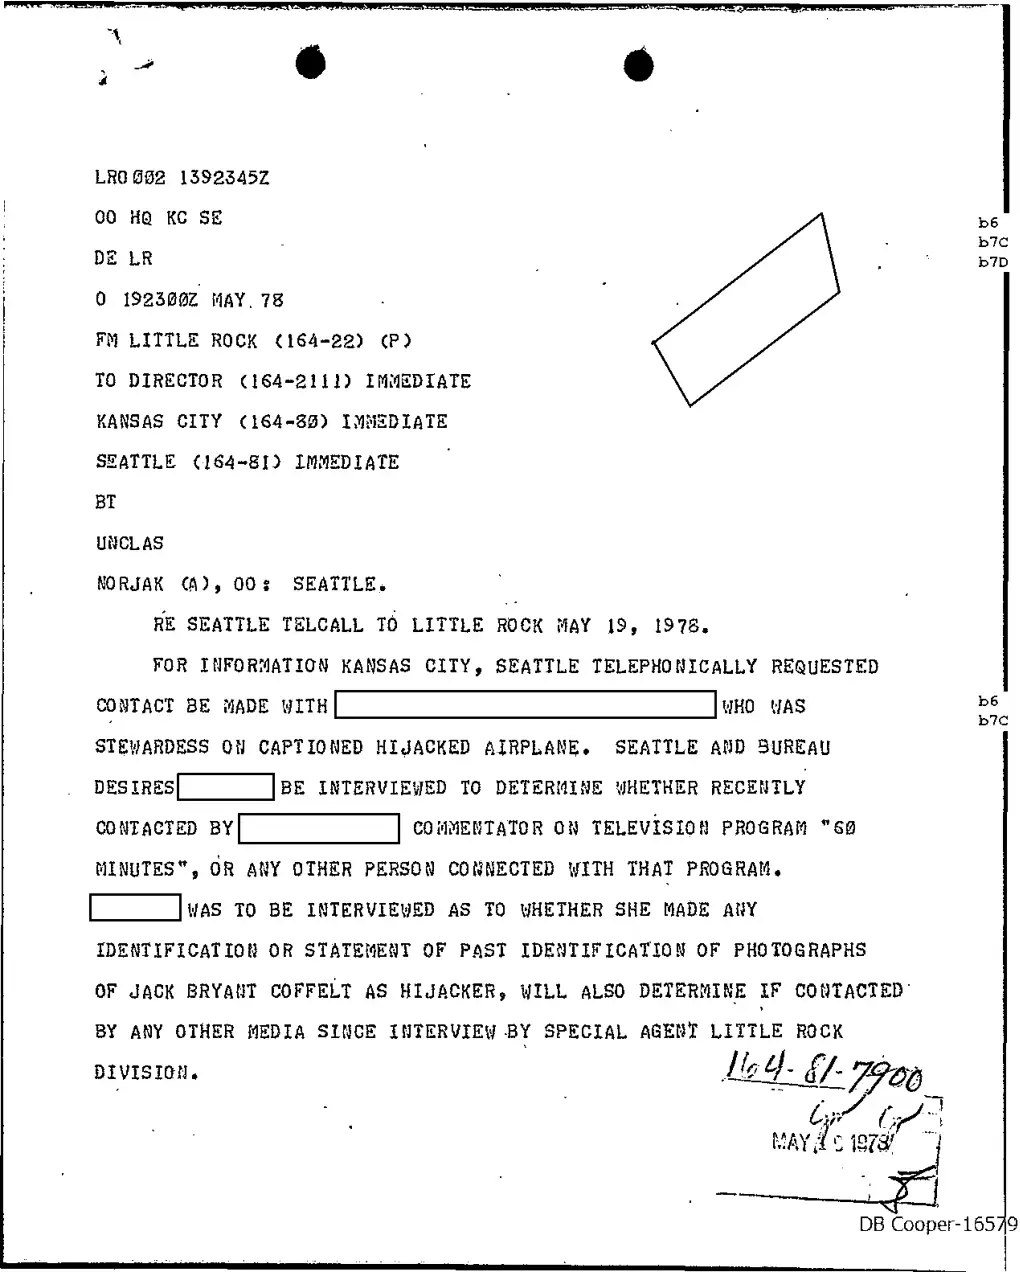 LR0002 1392345Z
OO HQ KC SE
DE LR
O 192300Z MAY 78
FM LITTLE ROCK (164-22) (P)
TO DIRECTOR (164-2111) IMMEDIATE
KANSAS CITY (164-80) IMMEDIATE
SEATTLE (164-81) IMMEDIATE
BT
UNCLAS
NORJAK (A), OO: SEATTLE.
RE SEATTLE TELCALL TO LITTLE ROCK MAY 19, 1978.
FOR INFORMATION KANSAS CITY, SEATTLE TELEPHONICALLY REQUESTED
CONTACT BE MADE WITH WHO WAS
STEWARDESS ON CAPTIONED HIJACKED AIRPLANE. SEATTLE AND BUREAU
DESIRES BE INTERVIEWED TO DETERMINE WHETHER RECENTLY
CONTACTED BY COMMENTATOR ON TELEVISION PROGRAM "60
MINUTES", OR ANY OTHER PERSON CONNECTED WITH THAT PROGRAM.
WAS TO BE INTERVIEWED AS TO WHETHER SHE MADE ANY
IDENTIFICATION OR STATEMENT OF PAST IDENTIFICATION OF PHOTOGRAPHS
OF JACK BRYANT COFFELT AS HIJACKER, WILL ALSO DETERMINE IF CONTACTED
BY ANY OTHER MEDIA SINCE INTERVIEW BY SPECIAL AGENT LITTLE ROCK
DIVISION.
b6
b7C
b7D
b6
b7C
164-81-7900
MAY 1978
DB Cooper-16579